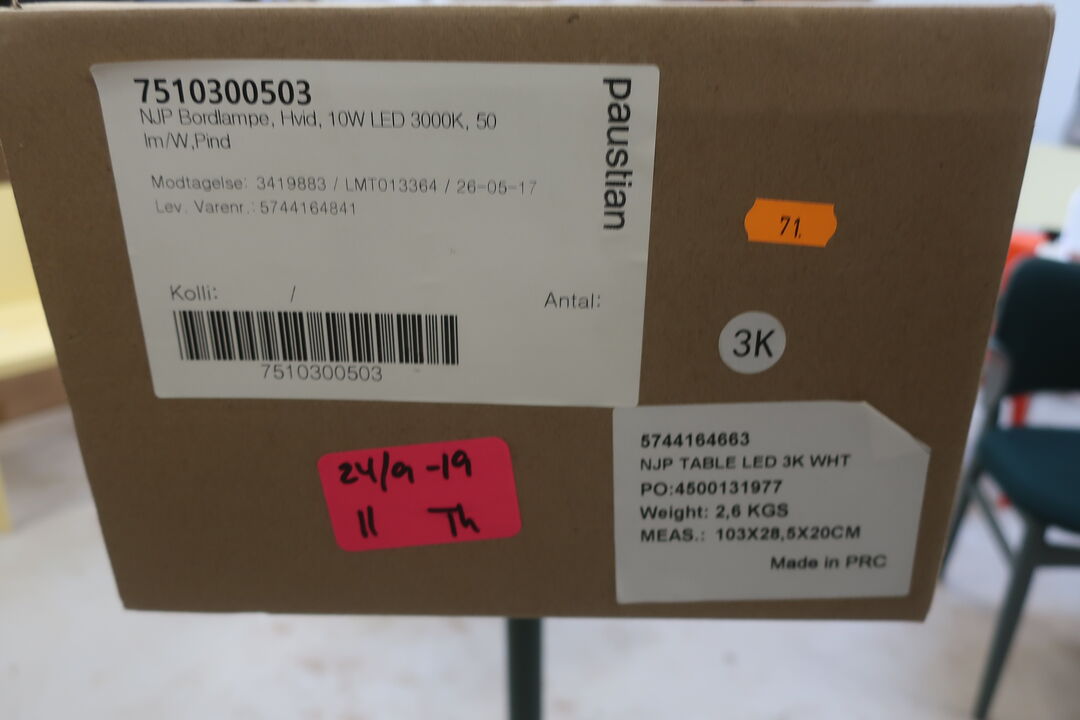 7510300503
NJP Bordlampe, Hvid, 10W LED 3000K, 50
lm/W,Pind
Modtagelse: 3419883 / LMT013364 / 26-05-17
Lev. Varenr.: 5744164841
Kolli: /
Antal:
7510300503
paustian
71.
3K
24/9-19
11 Th
5744164663
NJP TABLE LED 3K WHT
PO:4500131977
Weight: 2,6 KGS
MEAS.: 103X28,5X20CM
Made in PRC